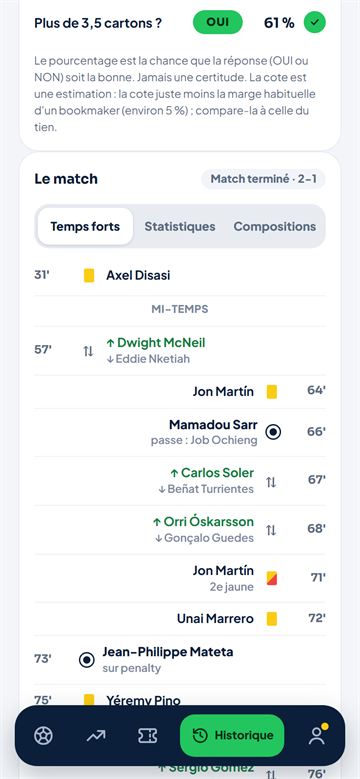 Plus de 3,5 cartons ? OUI 61 %
Le pourcentage est la chance que la réponse (OUI ou
NON) soit la bonne. Jamais une certitude. La cote est
une estimation : la cote juste moins la marge habituelle
d'un bookmaker (environ 5 %) ; compare-la à celle du
tien.
Le match Match terminé · 2-1
Temps forts Statistiques Compositions
31' Axel Disasi
MI-TEMPS
57' ↑ Dwight McNeil
↓ Eddie Nketiah
Jon Martín 64'
Mamadou Sarr 66'
passe : Job Ochieng
↑ Carlos Soler 67'
↓ Beñat Turrientes
↑ Orri Óskarsson 68'
↓ Gonçalo Guedes
Jon Martín 71'
2e jaune
Unai Marrero 72'
73' Jean-Philippe Mateta
sur penalty
75' Yéremy Pino
Historique
↑ Sergio Gómez 76'